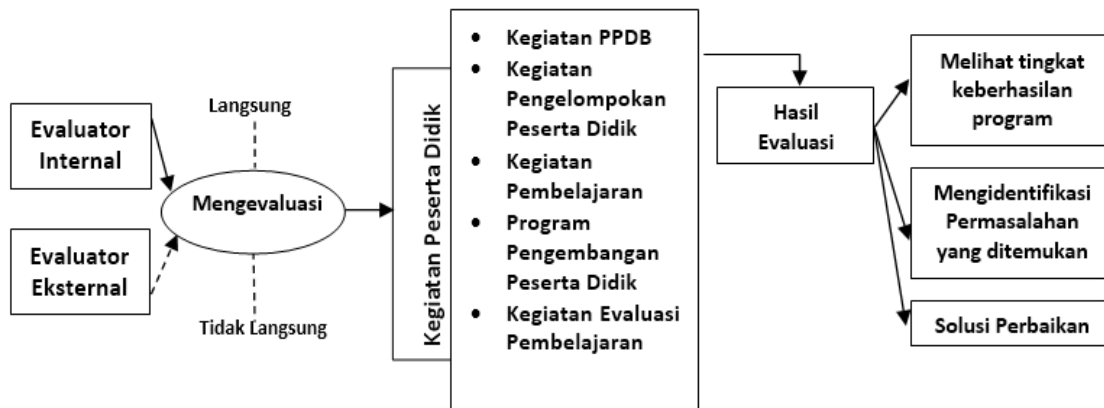 Evaluator
Internal
Evaluator
Eksternal
Langsung
Mengevaluasi
Tidak Langsung
Kegiatan Peserta Didik
• Kegiatan PPDB
• Kegiatan
Pengelompokan
Peserta Didik
• Kegiatan
Pembelajaran
• Program
Pengembangan
Peserta Didik
• Kegiatan Evaluasi
Pembelajaran
Hasil
Evaluasi
Melihat tingkat
keberhasilan
program
Mengidentifikasi
Permasalahan
yang ditemukan
Solusi Perbaikan